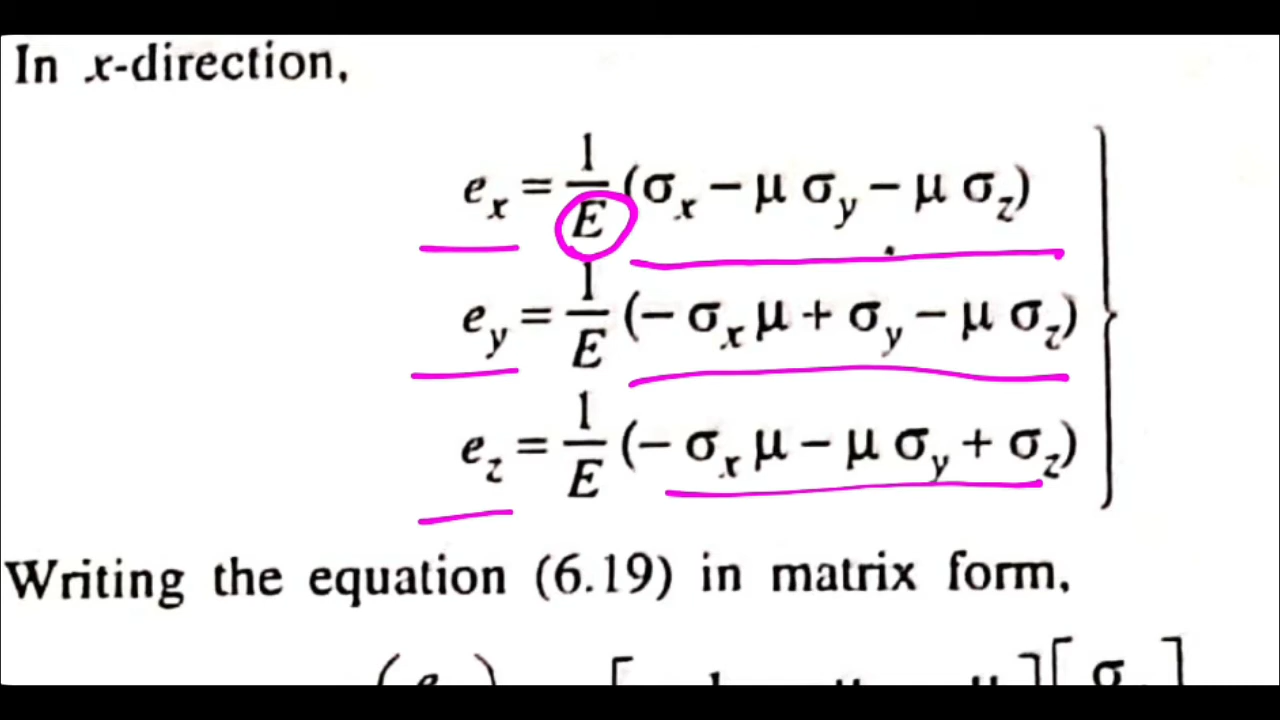 In x-direction,
e_x = 1/E (σ_x − μ σ_y − μ σ_z)
e_y = 1/E (− σ_x μ + σ_y − μ σ_z)
e_z = 1/E (− σ_x μ − μ σ_y + σ_z)
Writing the equation (6.19) in matrix form,